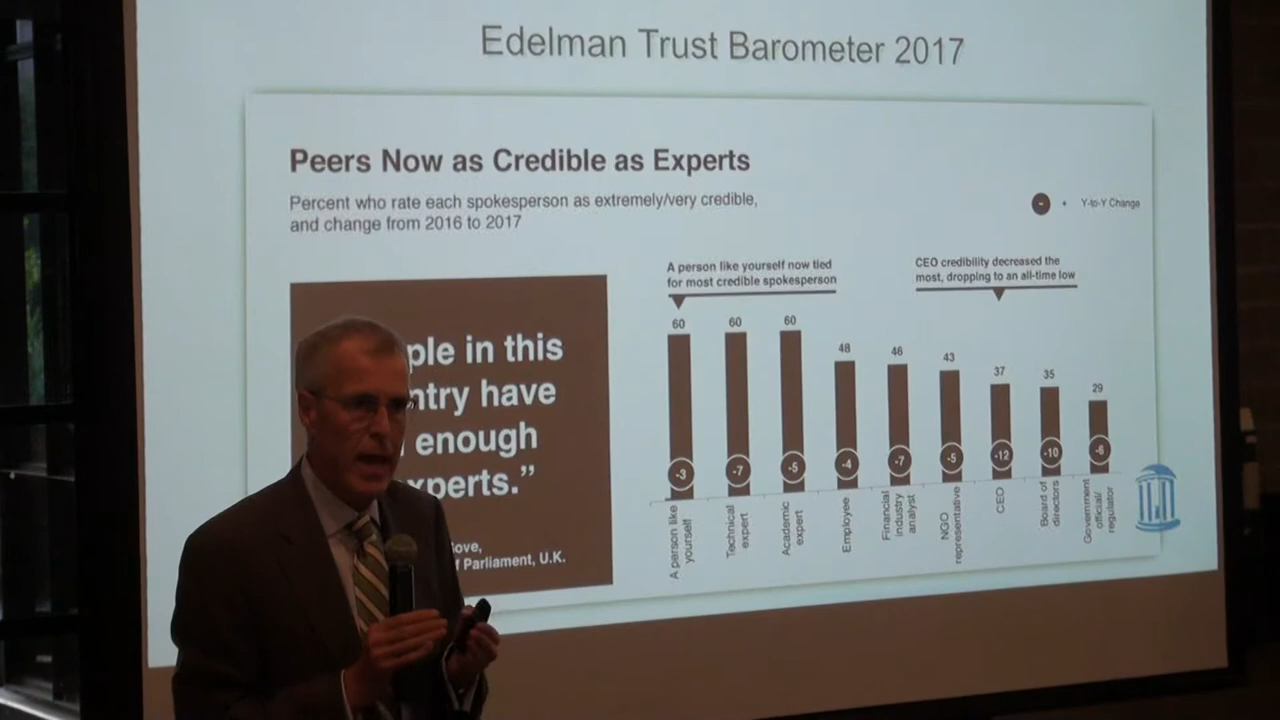 Edelman Trust Barometer 2017
Peers Now as Credible as Experts
Percent who rate each spokesperson as extremely/very credible,
and change from 2016 to 2017
- + Y-to-Y Change
A person like yourself now tied
for most credible spokesperson
CEO credibility decreased the
most, dropping to an all-time low
ple in this
ntry have
enough
xperts.”
ove,
f Parliament, U.K.
60 60 60 48 46 43 37 35 29
-3 -7 -5 -4 -7 -5 -12 -10 -6
A person like
yourself
Technical
expert
Academic
expert
Employee
Financial
industry
analyst
NGO
representative
CEO
Board of
directors
Government
official/
regulator